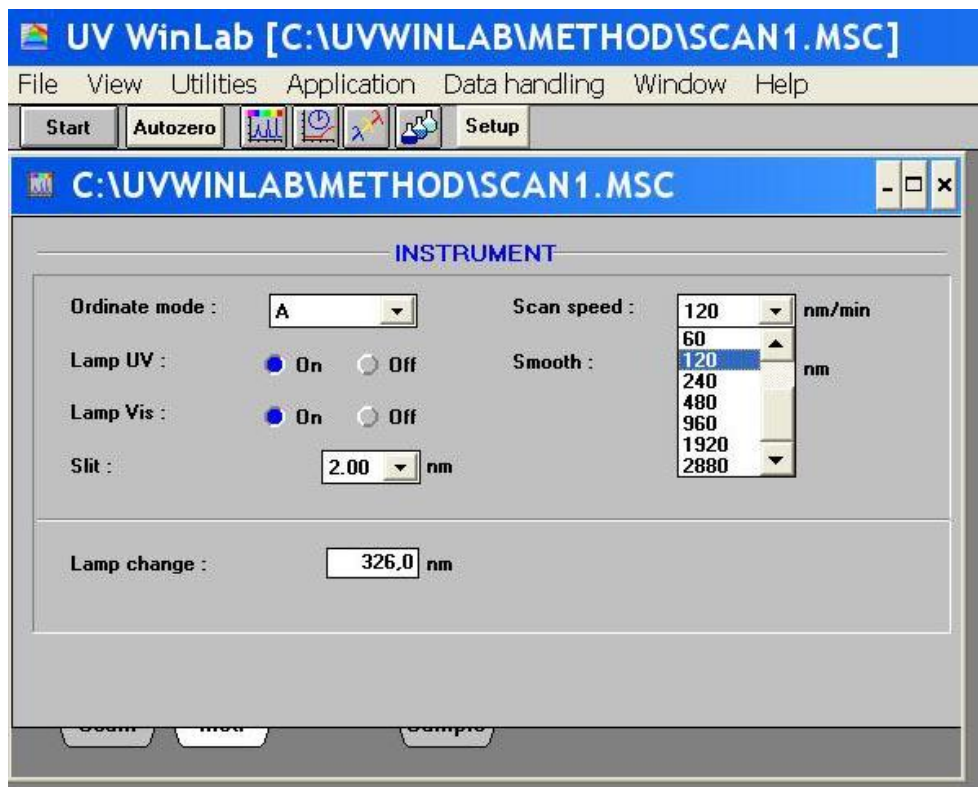 UV WinLab [C:\UVWINLAB\METHOD\SCAN1.MSC]
File View Utilities Application Data handling Window Help
Start Autozero λ λ Setup
C:\UVWINLAB\METHOD\SCAN1.MSC
INSTRUMENT
Ordinate mode : A Scan speed : 120 nm/min
60
120
240
480
960
1920
2880
Lamp UV : On Off Smooth : nm
Lamp Vis : On Off
Slit : 2.00 nm
Lamp change : 326,0 nm